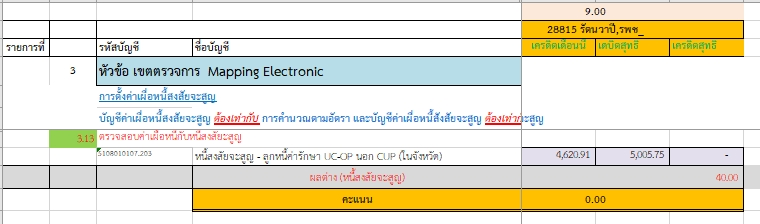 9.00
28815 รัตนวาปี,รพช_
รายการที่ รหัสบัญชี ชื่อบัญชี เครดิตเดือนนี้ เดบิตสุทธิ เครดิตสุทธิ
3 หัวข้อ เขตตรวจการ Mapping Electronic
การตั้งค่าเผื่อหนี้สงสัยจะสูญ
บัญชีค่าเผื่อหนี้สงสัยจะสูญ ต้องเท่ากับ การคำนวณตามอัตรา และบัญชีค่าเผื่อหนี้สงสัยจะสูญ ต้องเท่ากะสูญ
3.13 ตรวจสอบค่าเผื่อหนี้กับหนี้สงสัยจะสูญ
5108010107.203 หนี้สงสัยจะสูญ - ลูกหนี้ค่ารักษา UC-OP นอก CUP (ในจังหวัด) 4,620.91 5,005.75 -
ผลต่าง (หนี้สงสัยจะสูญ) 40.00
คะแนน 0.00